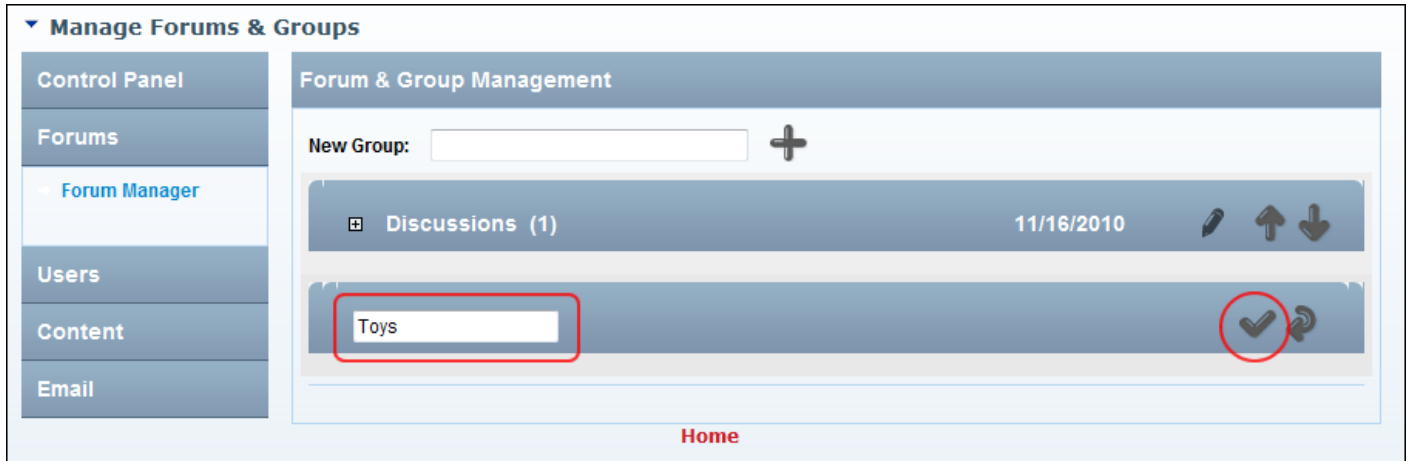 Manage Forums & Groups
Control Panel
Forum & Group Management
Forums
New Group:
Forum Manager
Discussions (1) 11/16/2010
Users
Toys
Content
Email
Home